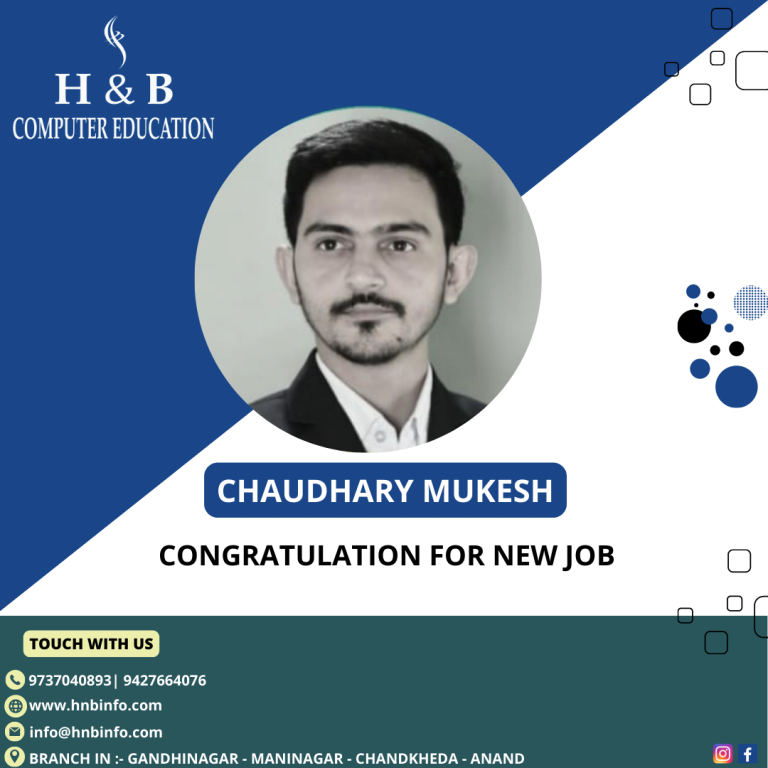 H & B
COMPUTER EDUCATION
CHAUDHARY MUKESH
CONGRATULATION FOR NEW JOB
TOUCH WITH US
9737040893| 9427664076
www.hnbinfo.com
info@hnbinfo.com
BRANCH IN :- GANDHINAGAR - MANINAGAR - CHANDKHEDA - ANAND